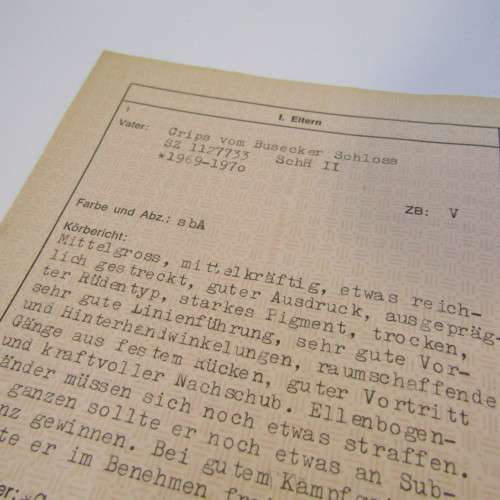 I. Eltern
1
Vater: Grips vom Busecker Schloss
SZ 1127733 SchH II
*1969-1970
Farbe und Abz.: sbA ZB: V
Körbericht:
Mittelgross, mittelkräftig, etwas reich-
lich gestreckt, guter Ausdruck, ausgepräg-
ter Rüdentyp, starkes Pigment, trocken,
sehr gute Linienführung, sehr gute Vor-
und Hinterhandwinkelungen, raumschaffende
Gänge aus festem Rücken, guter Vortritt
und kraftvoller Nachschub. Ellenbogen-
änder müssen sich noch etwas straffen.
ganzen sollte er noch etwas an Sub-
nz gewinnen. Bei gutem Kampf
te er im Benehmen